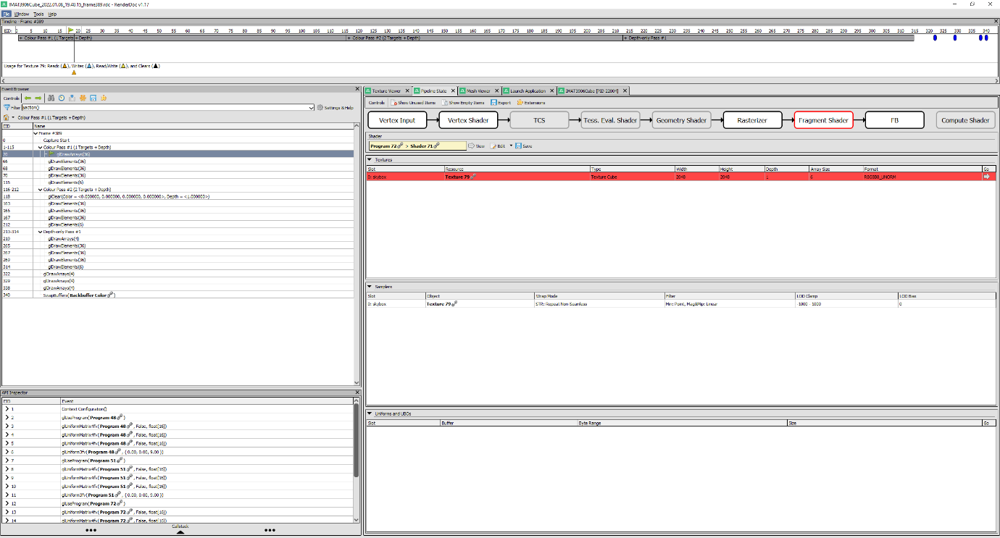 IMAT3906Cube_2022.01.08_19.40.15_frame389.rdc - RenderDoc v1.17
File Window Tools Help
Timeline - Frame #389
EID: 0 5 10 15 20 25 30 35 40 45 50 55 60 65 70 75 80 85 90 95 100 105 110 115 120 125 130 135 140 145 150 155 160 165 170 175 180 185 190 195 200 205 210 215 220 225 230 235 240 245 250 255 260 265 270 275 280 285 290 295 300 305 310 315 320 325 330 335 340
+ Colour Pass #1 (1 Targets + Depth) + Colour Pass #2 (2 Targets + Depth) + Depth-only Pass #1
Usage for Texture 79: Reads ( ), Writes ( ), Read/Write ( ), and Clears ( )
Event Browser
Controls
Filter $action()
Settings & Help
Colour Pass #1 (1 Targets + Depth)
EID Name
Frame #389
0 Capture Start
1-115 Colour Pass #1 (1 Targets + Depth)
20 glDrawArrays(36)
66 glDrawElements(36)
68 glDrawElements(36)
70 glDrawElements(36)
115 glDrawElements(6)
116-212 Colour Pass #2 (2 Targets + Depth)
118 glClear(Color = <0.000000, 0.000000, 0.000000, 0.000000>, Depth = <1.000000>)
163 glDrawElements(36)
165 glDrawElements(36)
167 glDrawElements(36)
212 glDrawElements(6)
213-314 Depth-only Pass #1
219 glDrawArrays(4)
265 glDrawElements(36)
267 glDrawElements(36)
269 glDrawElements(36)
314 glDrawElements(6)
322 glDrawArrays(4)
329 glDrawArrays(4)
338 glDrawArrays(4)
340 SwapBuffers(Backbuffer Color)
API Inspector
EID Event
1 Context Configuration()
2 glUseProgram(Program 48)
3 glUniformMatrix4fv(Program 48, False, float[16])
4 glUniformMatrix4fv(Program 48, False, float[16])
5 glUniformMatrix4fv(Program 48, False, float[16])
6 glUniform3fv(Program 48, { 0.00, 0.00, 9.00 })
7 glUseProgram(Program 51)
8 glUniformMatrix4fv(Program 51, False, float[16])
9 glUniformMatrix4fv(Program 51, False, float[16])
10 glUniformMatrix4fv(Program 51, False, float[16])
11 glUniform3fv(Program 51, { 0.00, 0.00, 9.00 })
12 glUseProgram(Program 72)
13 glUniformMatrix4fv(Program 72, False, float[16])
14 glUniformMatrix4fv(Program 72, False, float[16])
Callstack
Texture Viewer Pipeline State Mesh Viewer Launch Application IMAT3906Cube [PID 22004]
Controls Show Unused Items Show Empty Items Export Extensions
Vertex Input Vertex Shader TCS Tess. Eval. Shader Geometry Shader Rasterizer Fragment Shader FB Compute Shader
Shader
Program 72 > Shader 71 View Edit Save
Textures
Slot Resource Type Width Height Depth Array Size Format Go
0: skybox Texture 79 Texture Cube 2048 2048 1 6 R8G8B8_UNORM
Samplers
Slot Object Wrap Mode Filter LOD Clamp LOD Bias
0: skybox Texture 79 STR: Repeat Non-Seamless Min: Point, Mag&Mip: Linear -1000 - 1000 0
Uniforms and UBOs
Slot Buffer Byte Range Size Go